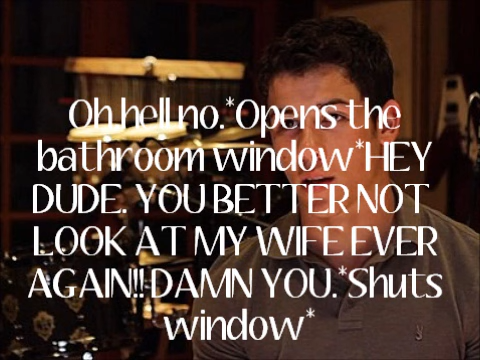 Oh hell no.*Opens the
bathroom window*HEY
DUDE. YOU BETTER NOT
LOOK AT MY WIFE EVER
AGAIN!! DAMN YOU.*Shuts
window*